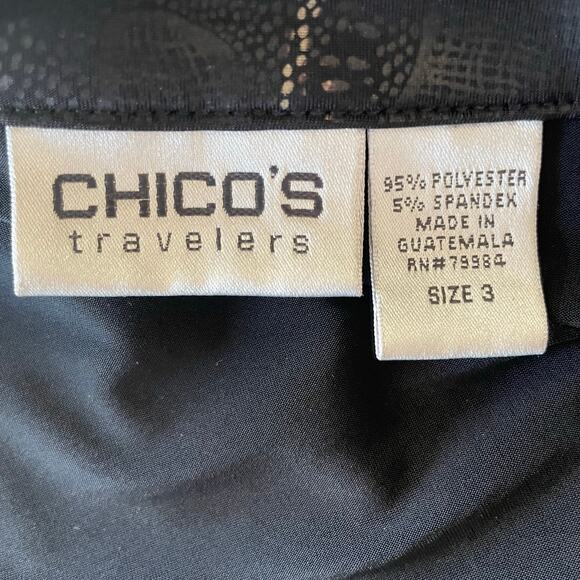 CHICO'S
travelers
95% POLYESTER
5% SPANDEX
MADE IN
GUATEMALA
RN#79984
SIZE 3